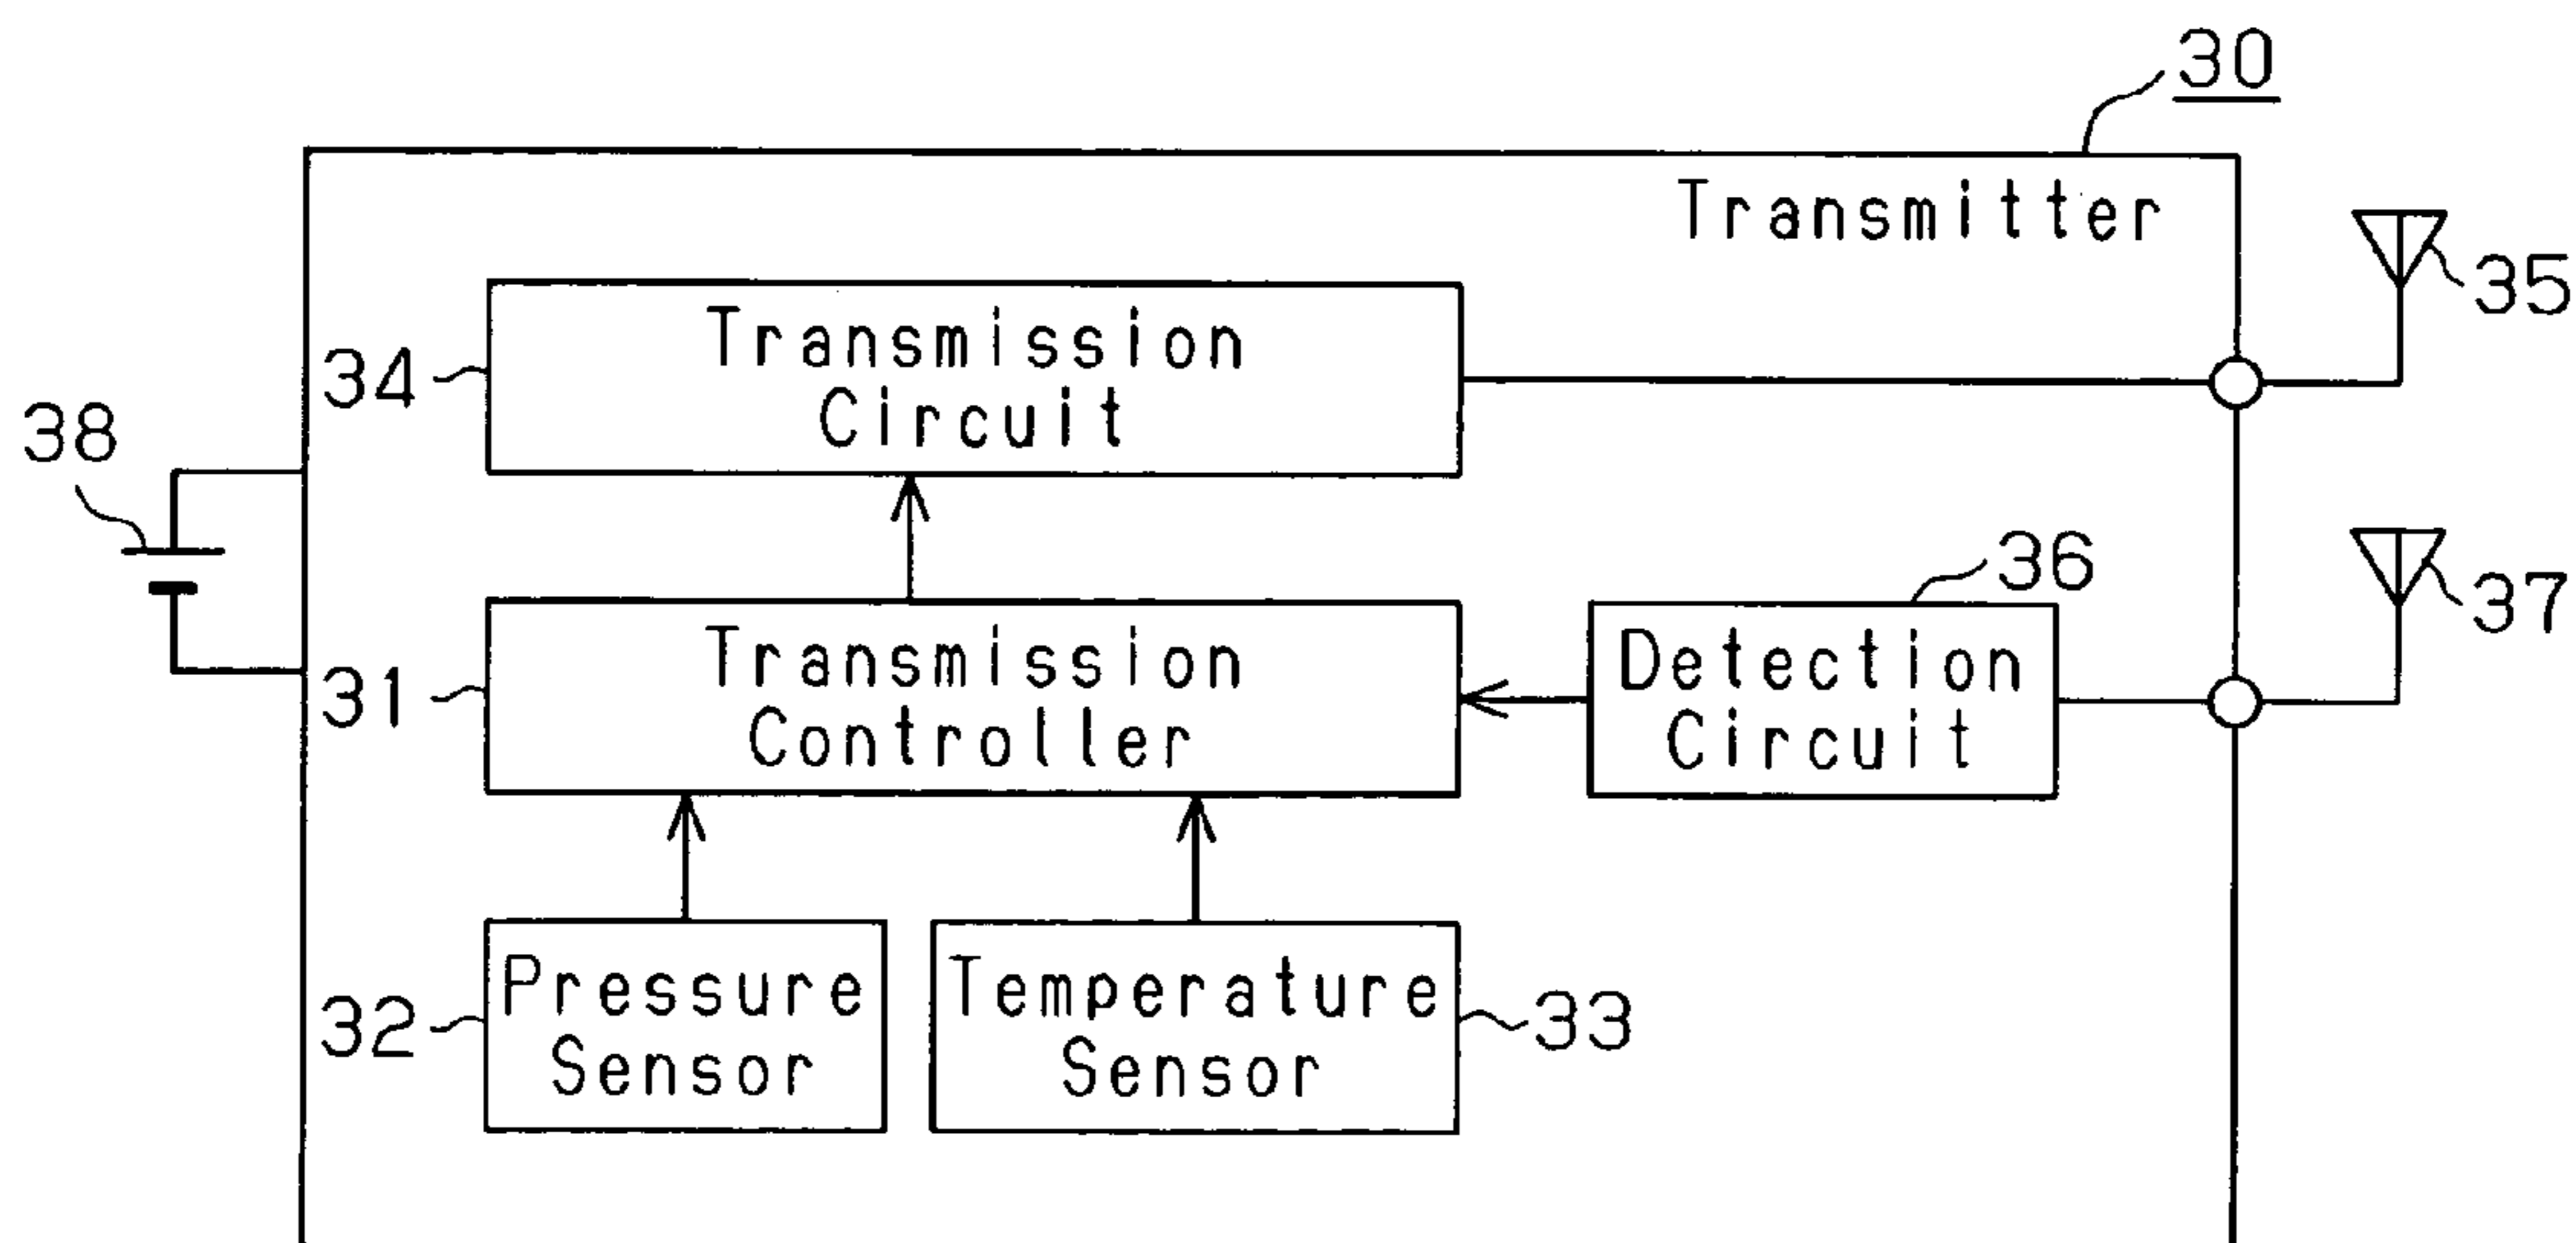 30
Transmitter
35
34
Transmission
Circuit
38
36
37
31
Transmission
Controller
Detection
Circuit
32
Pressure
Sensor
Temperature
Sensor
33